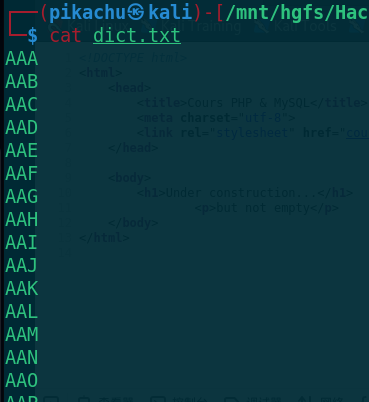 ┌──(pikachu㉿kali)-[/mnt/hgfs/Hac
└─$ cat dict.txt
AAA
<!DOCTYPE html>
AAB
<html>
AAC
<head>
<title>Cours PHP & MySQL</title>
AAD
<meta charset="utf-8">
AAE
<link rel="stylesheet" href="cou
AAF
</head>
AAG
<body>
AAH
<h1>Under construction...</h1>
<p>but not empty</p>
AAI
</body>
AAJ
</html>
AAK
AAL
AAM
AAN
AAO
AAP